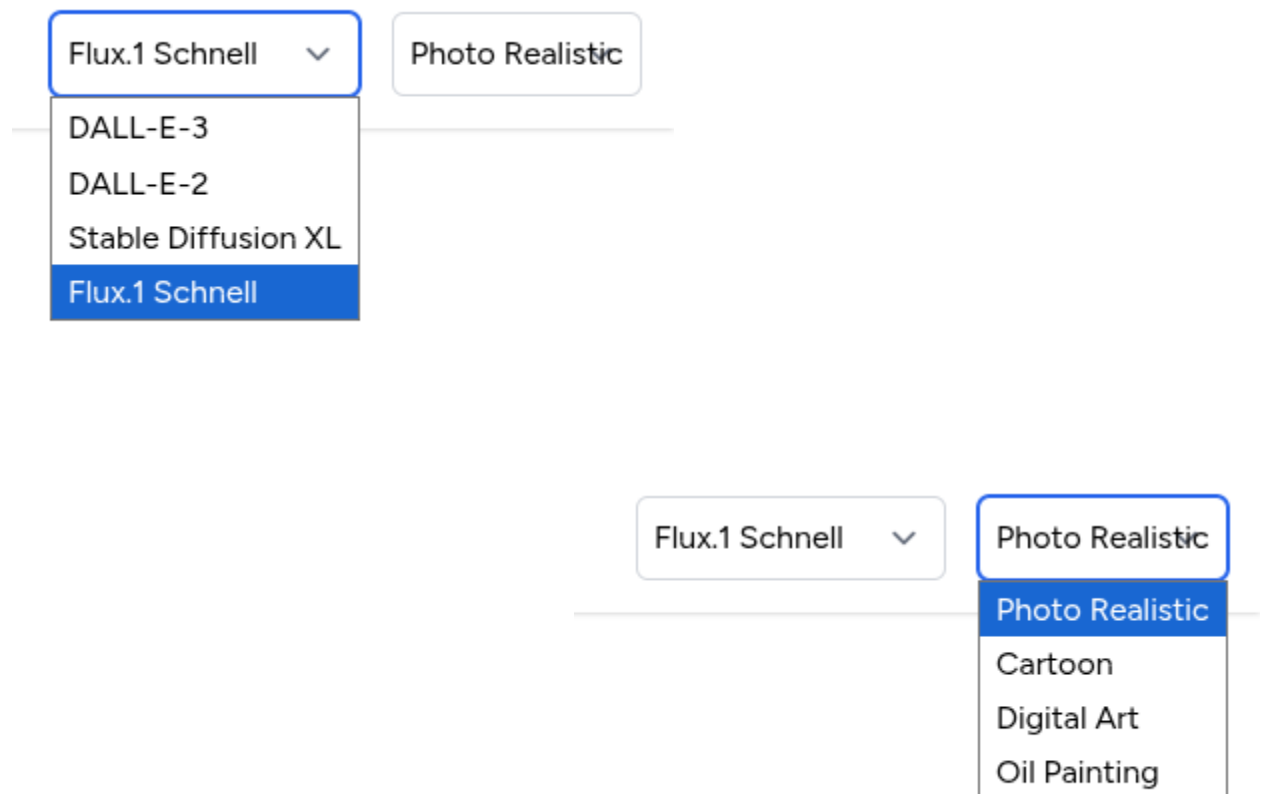 Flux.1 Schnell Photo Realistic
DALL-E-3
DALL-E-2
Stable Diffusion XL
Flux.1 Schnell
Flux.1 Schnell Photo Realistic
Photo Realistic
Cartoon
Digital Art
Oil Painting